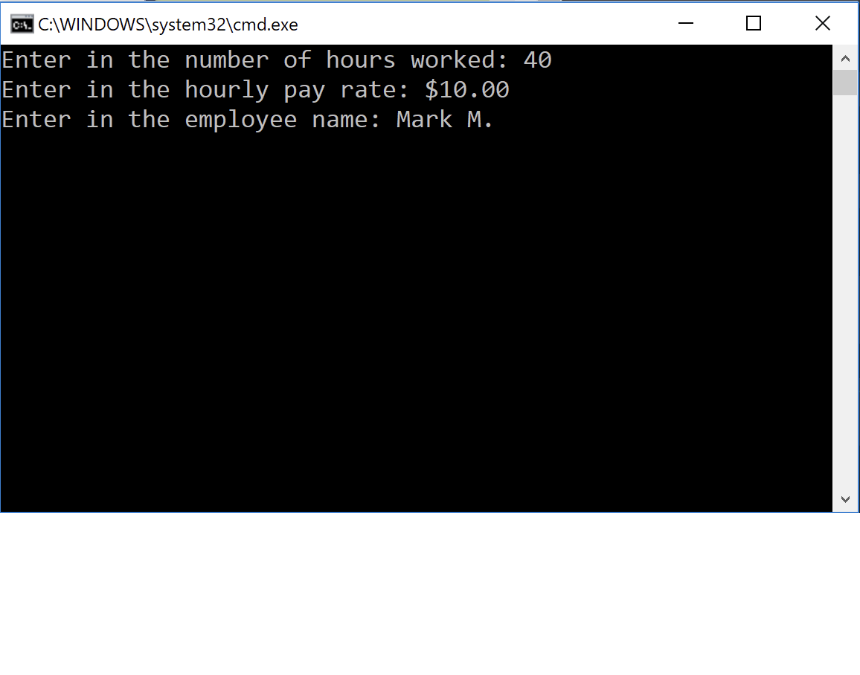 C:\WINDOWS\system32\cmd.exe
Enter in the number of hours worked: 40
Enter in the hourly pay rate: $10.00
Enter in the employee name: Mark M.